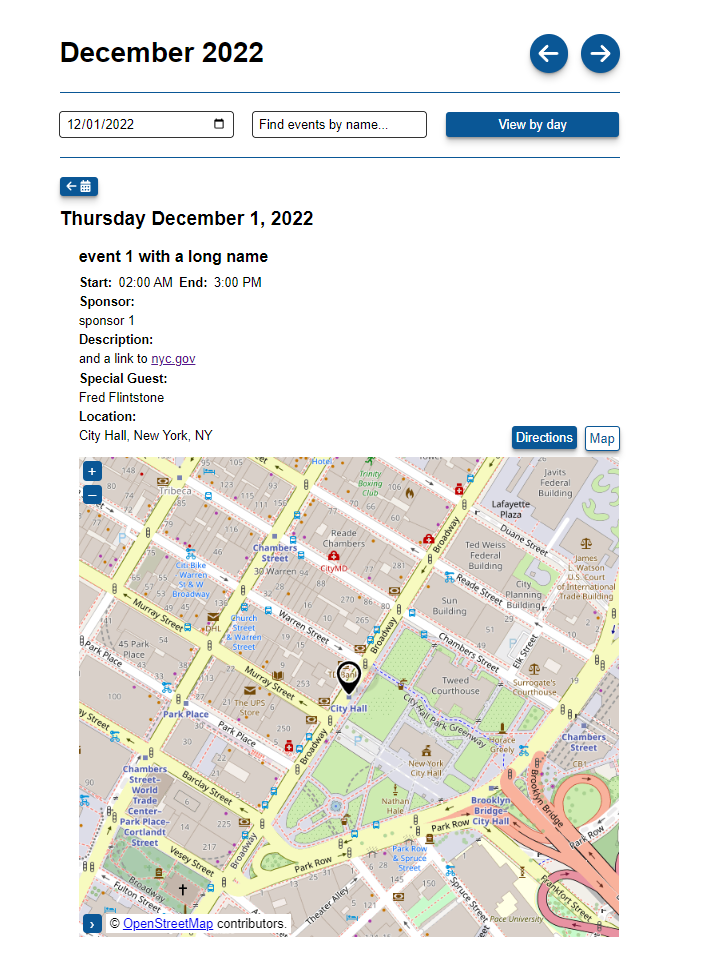 December 2022
12/01/2022
Find events by name...
View by day
Thursday December 1, 2022
event 1 with a long name
Start: 02:00 AM End: 3:00 PM
Sponsor:
sponsor 1
Description:
and a link to nyc.gov
Special Guest:
Fred Flintstone
Location:
City Hall, New York, NY
Directions
Map
+
–
Hotel
Tribeca
Trinity
Boxing
Club
Javits
Federal
Building
Lafayette
Plaza
Broadway
Duane Street
Reade
Chambers
Chambers
Street
CityMD
30 Warren
Ted Weiss
Federal
Building
James
L. Watson
U.S. Court
of International
Trade Building
Citi Bike
Warren
St & W
Broadway
Reade Street
City
Planning
Building
Sun
Building
Murray Street
DHL
Church
Street
& Warren
Street
Warren Street
Chambers Street
Elk Street
Broadway
45 Park
Place
Park Place
Murray Street
Tweed
Courthouse
Surrogate's
Courthouse
The UPS
Store
City Hall
Park Place
City Hall Park Greenway
Park Place
Horace
Greely
Chambers
Street
Broadway
New York
City Hall
CB1
Chambers
Street–
World
Trade
Center–
Park Place–
Cortlandt
Street
Barclay Street
Nathan
Hale
Brooklyn
Bridge–
City Hall
Brooklyn Bridge
Park Row
Park Row
Broadway
Vesey Street
Park Row
Park Row
& Spruce
Street
Broadway
Fulton Street
Theater Alley
Spruce Street
Frankfort Street
Pace University
›
© OpenStreetMap contributors.